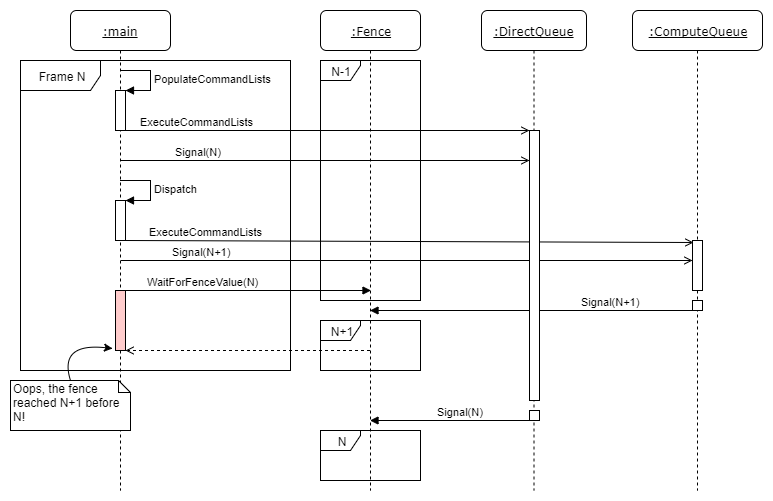 :main
:Fence
:DirectQueue
:ComputeQueue
Frame N
N-1
PopulateCommandLists
ExecuteCommandLists
Signal(N)
Dispatch
ExecuteCommandLists
Signal(N+1)
WaitForFenceValue(N)
Signal(N+1)
N+1
Oops, the fence
reached N+1 before
N!
Signal(N)
N